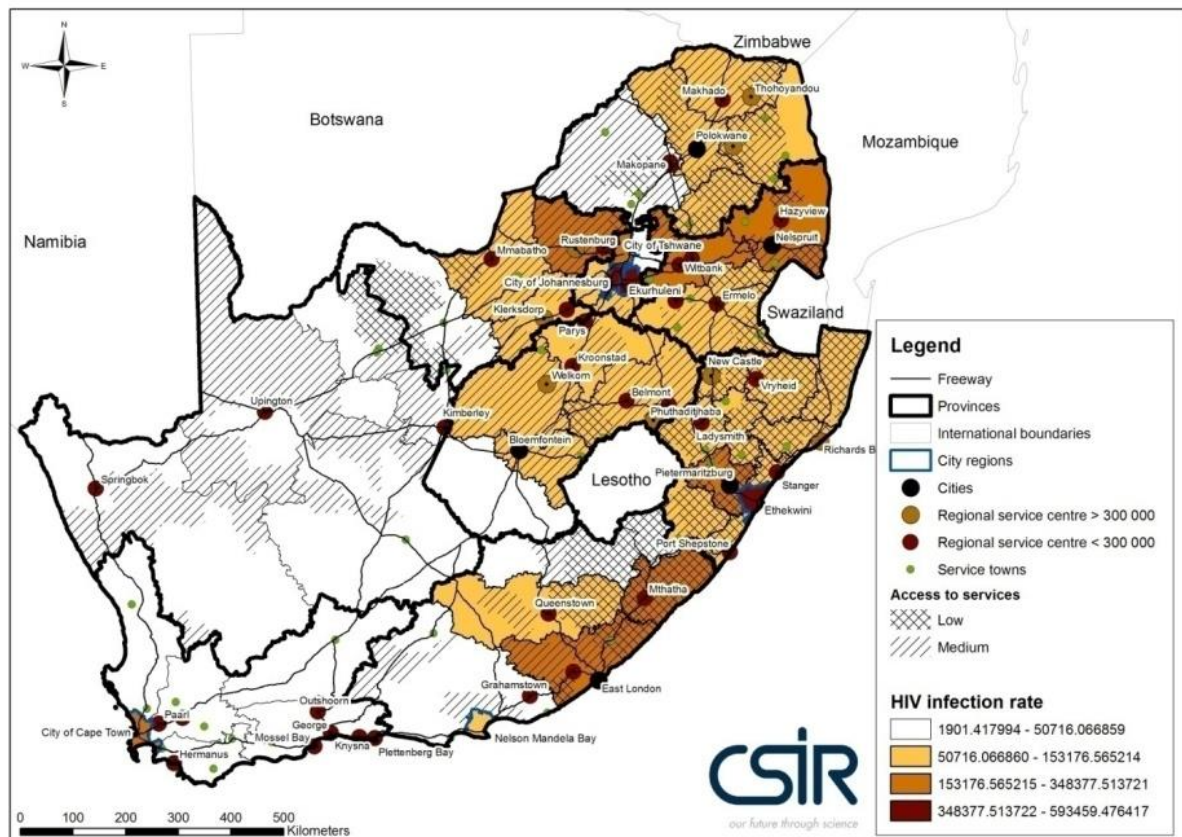 N
W
E
S
Zimbabwe
Botswana
Mozambique
Namibia
Makhado
Thohoyandou
Polokwane
Makopane
Hazyview
Nelspruit
Rustenburg
City of Tshwane
Mmabatho
Witbank
City of Johannesburg
Ekurhuleni
Klerksdorp
Ermelo
Swaziland
Parys
Kroonstad
New Castle
Welkom
Vryheid
Belmont
Upington
Kimberley
Phuthaditjhaba
Bloemfontein
Ladysmith
Richards B
Lesotho
Pietermaritzburg
Springbok
Stanger
Ethekwini
Port Shepstone
Mthatha
Queenstown
Grahamstown
East London
Outshoorn
Paarl
George
City of Cape Town
Mossel Bay
Knysna
Plettenberg Bay
Nelson Mandela Bay
Hermanus
0 100 200 300 400 500
Kilometers
CSIR
our future through science
Legend
Freeway
Provinces
International boundaries
City regions
Cities
Regional service centre > 300 000
Regional service centre < 300 000
Service towns
Access to services
Low
Medium
HIV infection rate
1901.417994 - 50716.066859
50716.066860 - 153176.565214
153176.565215 - 348377.513721
348377.513722 - 593459.476417